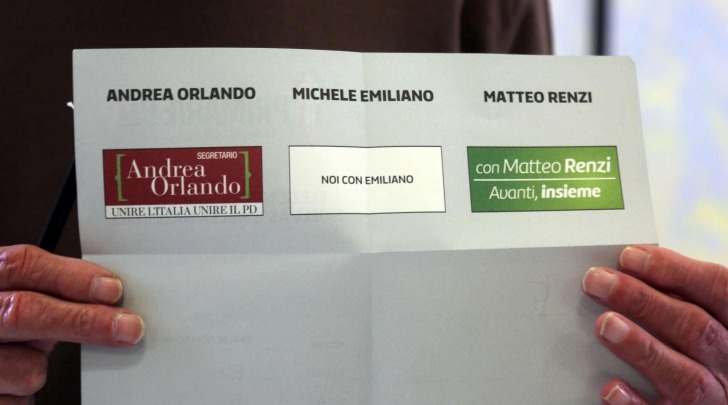 ANDREA ORLANDO
MICHELE EMILIANO
MATTEO RENZI
SEGRETARIO
Andrea
Orlando
UNIRE L'ITALIA UNIRE IL PD
NOI CON EMILIANO
con Matteo Renzi
Avanti, insieme